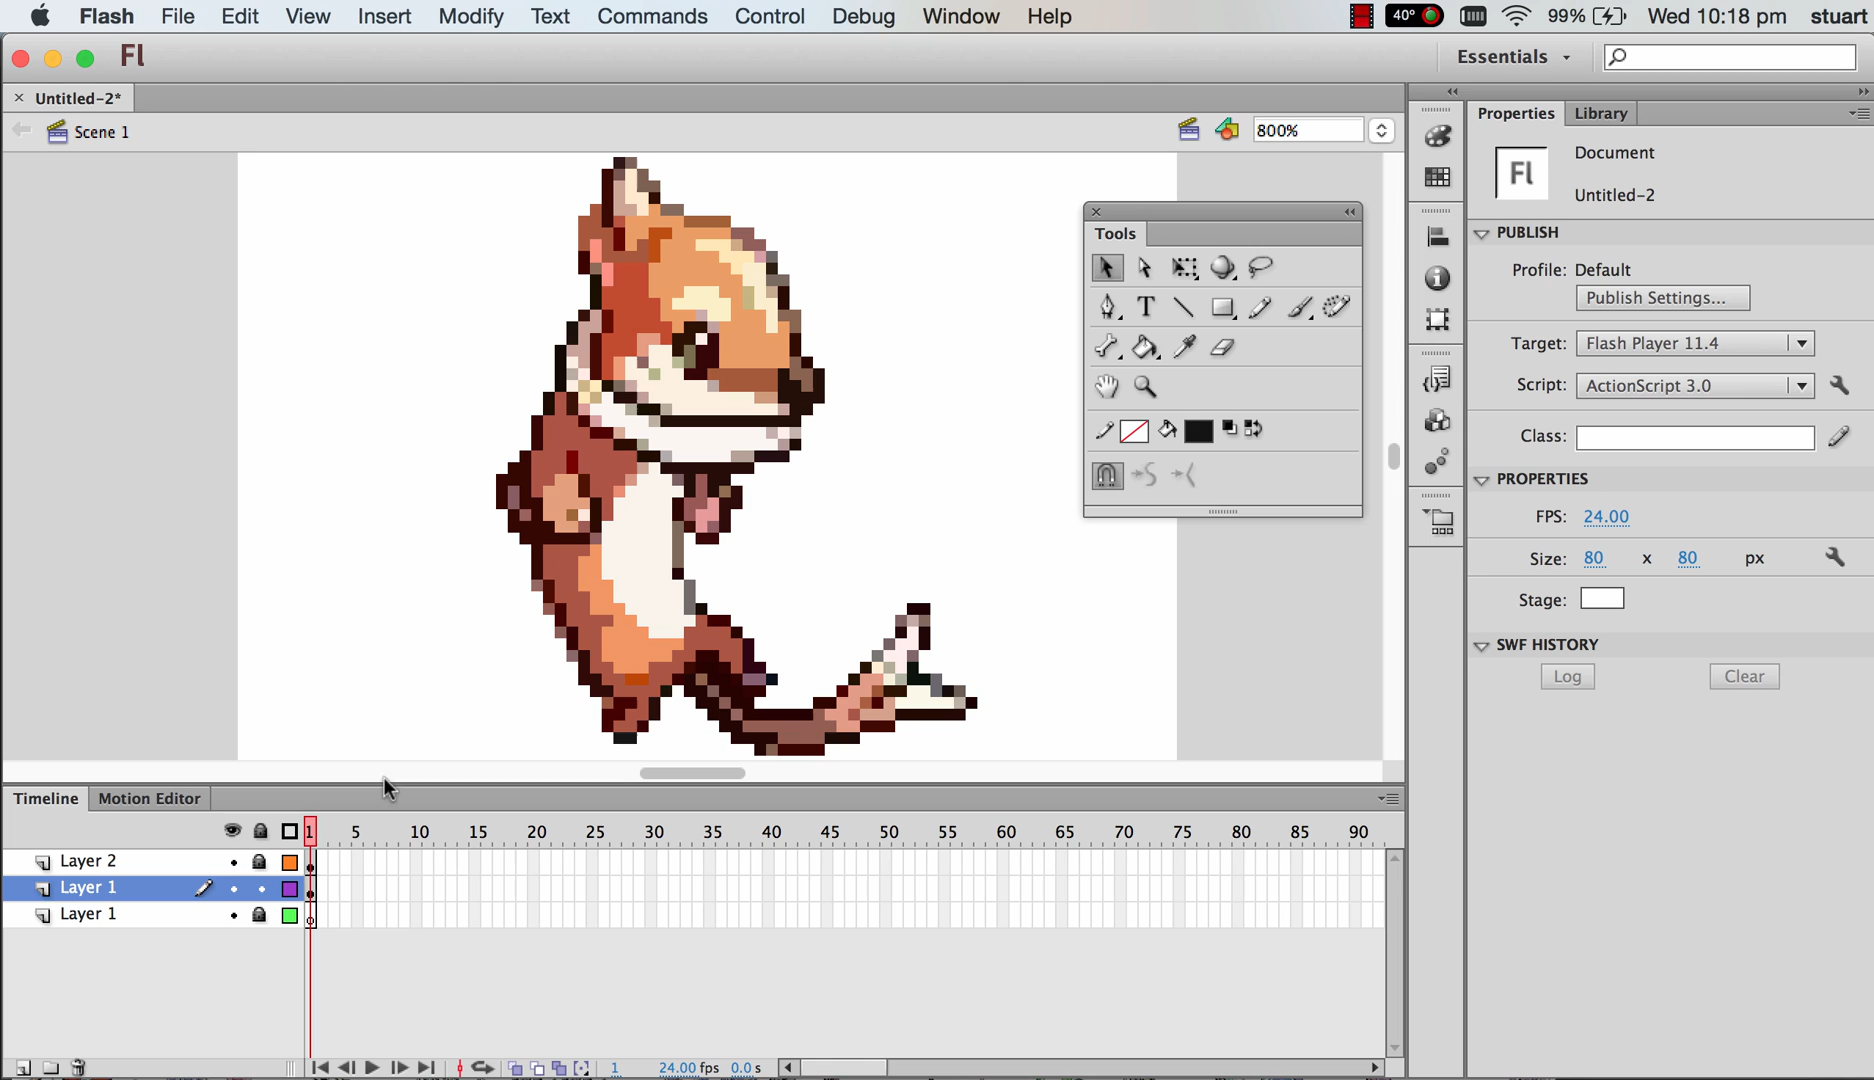 Flash File Edit View Insert Modify Text Commands Control Debug Window Help 40° 99% Wed 10:18 pm stuart
Fl Essentials
Untitled-2*
Scene 1 800%
Properties Library
Fl Document
Untitled-2
PUBLISH
Profile: Default
Publish Settings...
Target: Flash Player 11.4
Script: ActionScript 3.0
Class:
PROPERTIES
FPS: 24.00
Size: 80 x 80 px
Stage:
SWF HISTORY
Log Clear
Tools
T
Timeline Motion Editor
1 5 10 15 20 25 30 35 40 45 50 55 60 65 70 75 80 85 90
Layer 2
Layer 1
Layer 1
1 24.00 fps 0.0 s